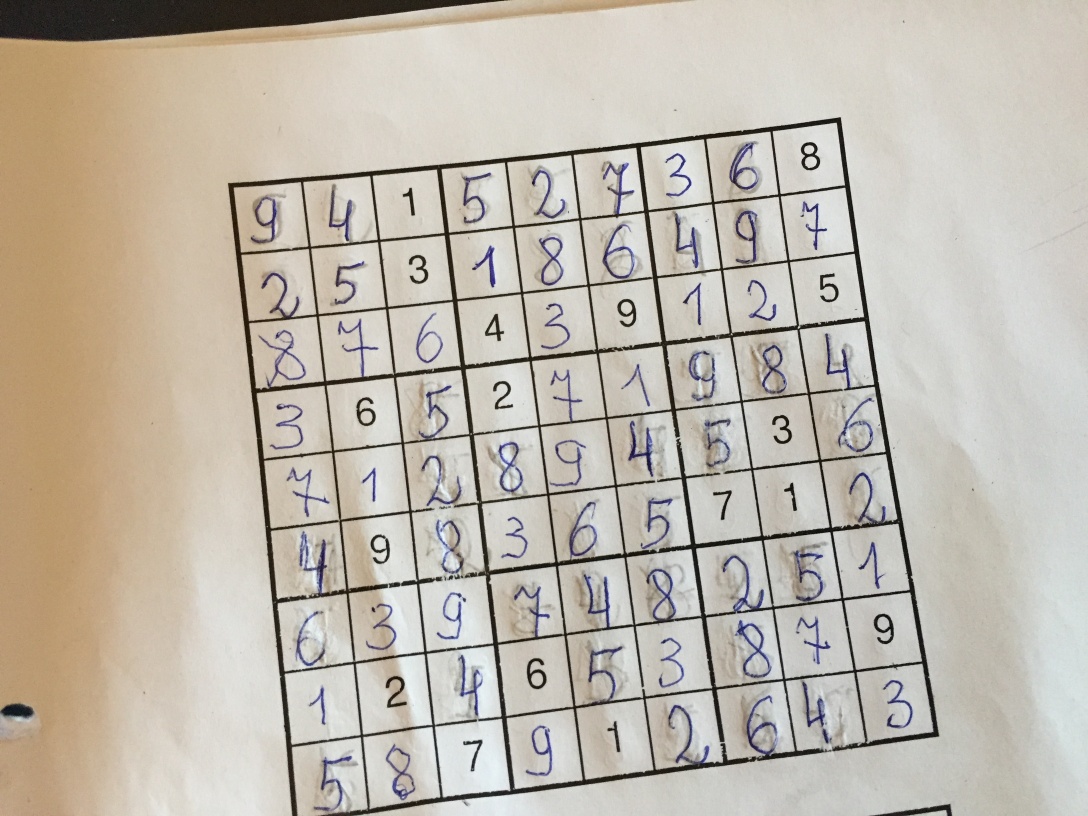 9 4 1 5 2 7 3 6 8
2 5 3 1 8 6 4 9 7
8 7 6 4 3 9 1 2 5
3 6 5 2 7 1 9 8 4
7 1 2 8 9 4 5 3 6
4 9 8 3 6 5 7 1 2
6 3 9 7 4 8 2 5 1
1 2 4 6 5 3 8 7 9
5 8 7 9 1 2 6 4 3